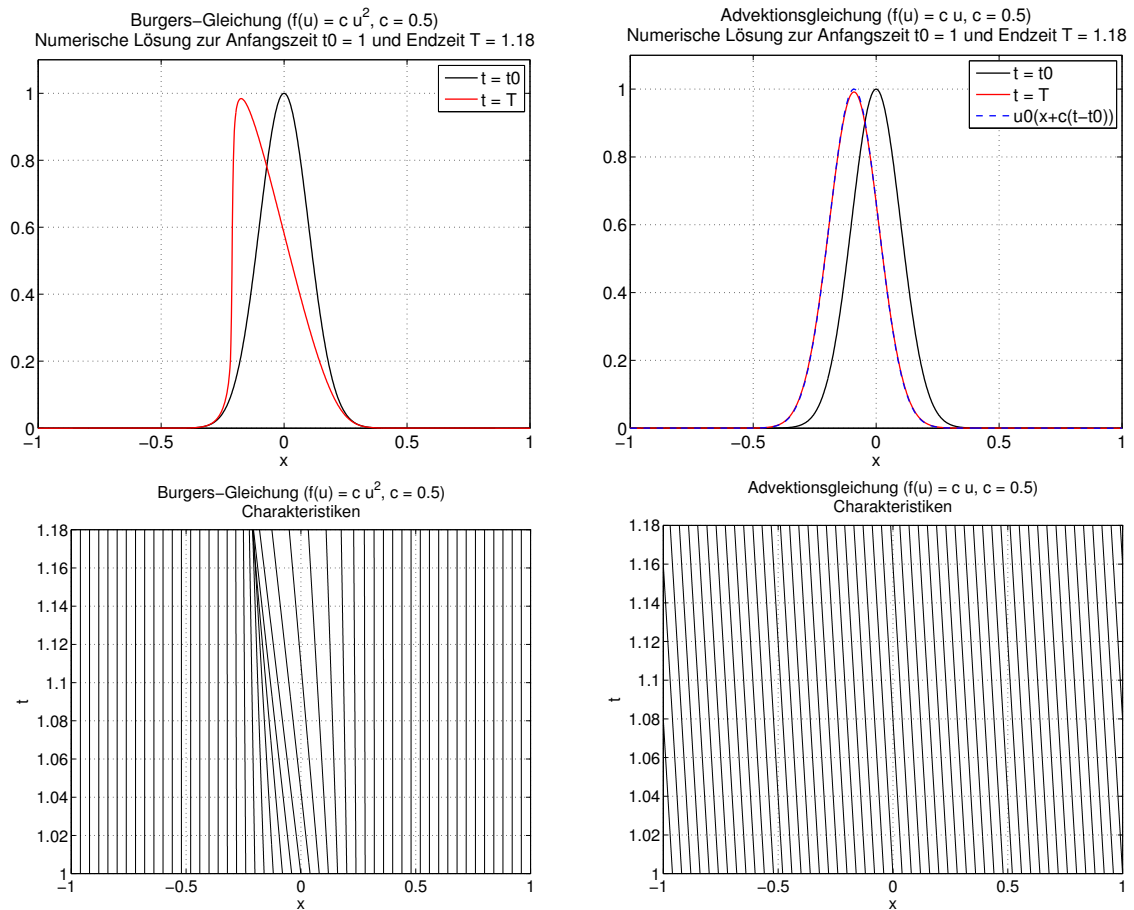 Burgers−Gleichung (f(u) = c u², c = 0.5)
Numerische Lösung zur Anfangszeit t0 = 1 und Endzeit T = 1.18
t = t0
t = T
1
0.8
0.6
0.4
0.2
0
−1
−0.5
0
0.5
1
x
Advektionsgleichung (f(u) = c u, c = 0.5)
Numerische Lösung zur Anfangszeit t0 = 1 und Endzeit T = 1.18
t = t0
t = T
u0(x+c(t−t0))
1
0.8
0.6
0.4
0.2
0
−1
−0.5
0
0.5
1
x
Burgers−Gleichung (f(u) = c u², c = 0.5)
Charakteristiken
1.18
1.16
1.14
1.12
1.1
1.08
1.06
1.04
1.02
1
t
−1
−0.5
0
0.5
1
x
Advektionsgleichung (f(u) = c u, c = 0.5)
Charakteristiken
1.18
1.16
1.14
1.12
1.1
1.08
1.06
1.04
1.02
1
t
−1
−0.5
0
0.5
1
x